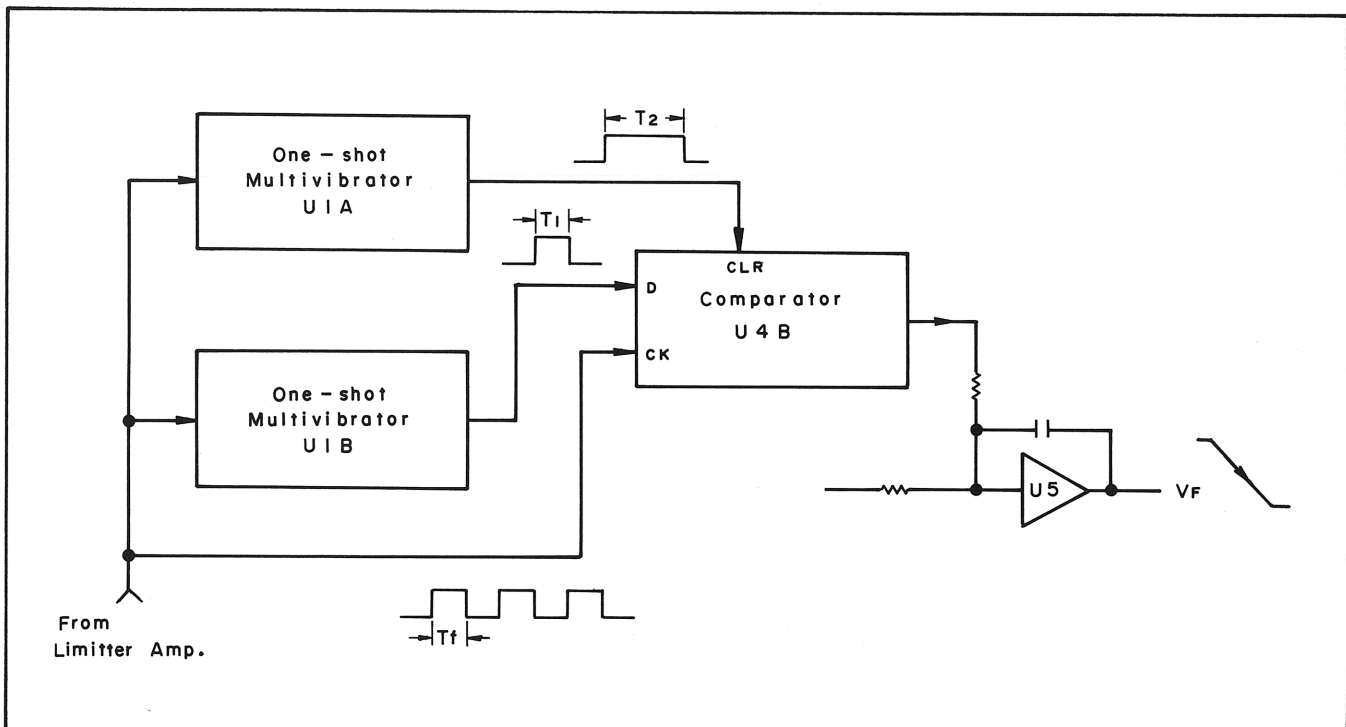 One-shot
Multivibrator
U1A
T2
T1
CLR
D
Comparator
U4B
CK
One-shot
Multivibrator
U1B
U5
VF
From
Limitter Amp.
Tf